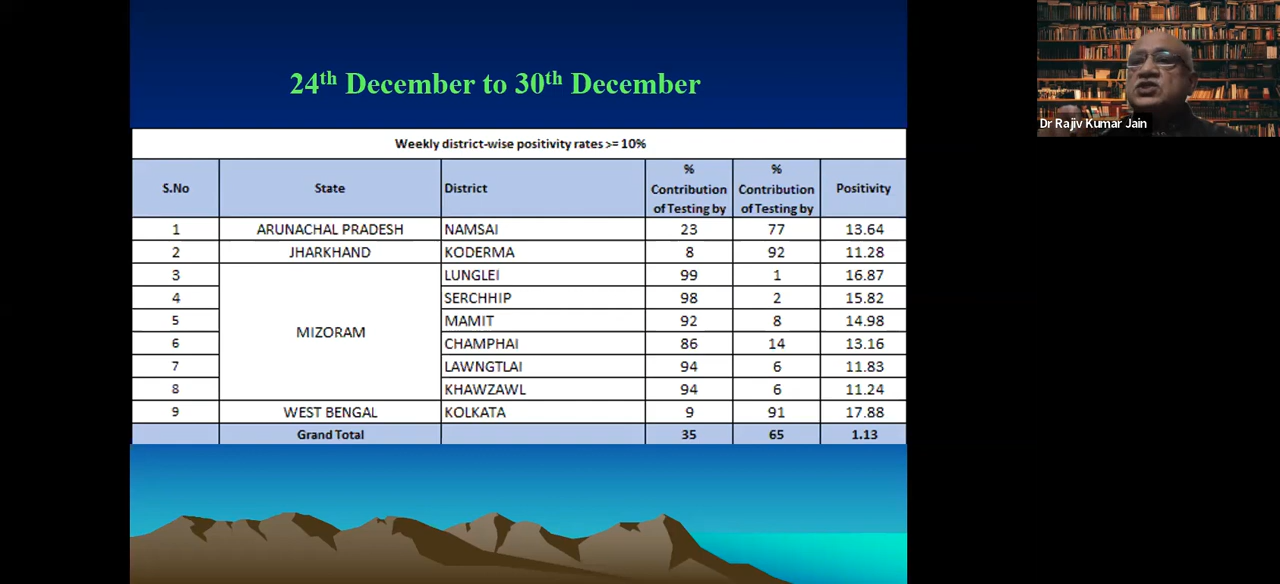 24th December to 30th December
Dr Rajiv Kumar Jain
Weekly district-wise positivity rates >= 10%
S.No State District % Contribution of Testing by % Contribution of Testing by Positivity
1 ARUNACHAL PRADESH NAMSAI 23 77 13.64
2 JHARKHAND KODERMA 8 92 11.28
3 MIZORAM LUNGLEI 99 1 16.87
4 SERCHHIP 98 2 15.82
5 MAMIT 92 8 14.98
6 CHAMPHAI 86 14 13.16
7 LAWNGTLAI 94 6 11.83
8 KHAWZAWL 94 6 11.24
9 WEST BENGAL KOLKATA 9 91 17.88
Grand Total 35 65 1.13